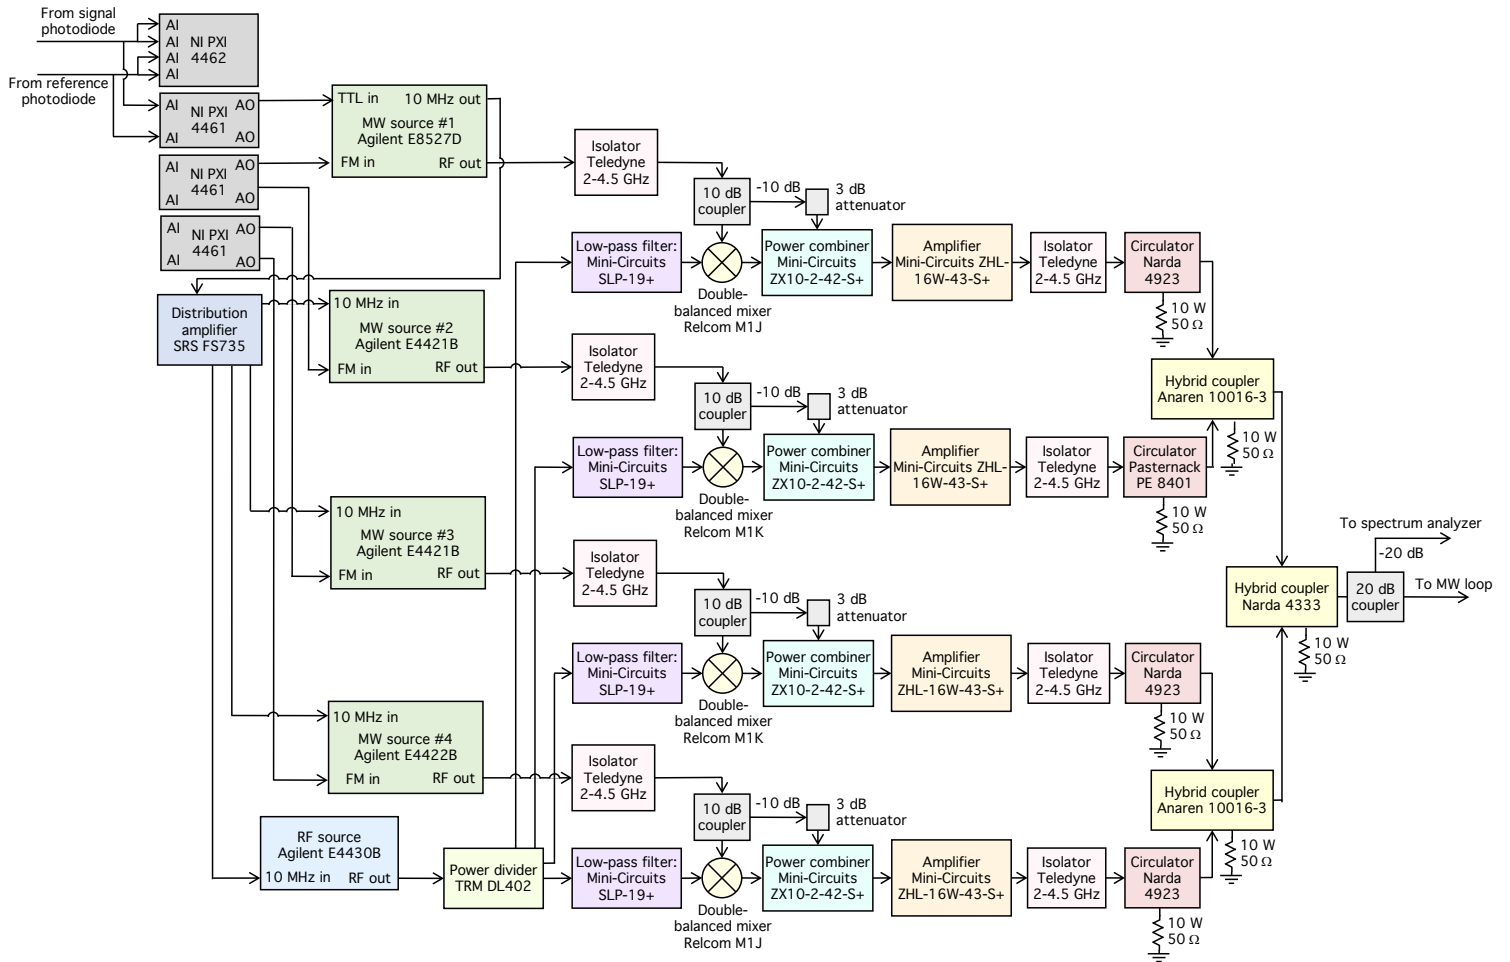 From signal
photodiode
From reference
photodiode
AI
AI
AI
AI
NI PXI
4462
AI
AI
NI PXI
4461
AO
AO
AI
AI
NI PXI
4461
AO
AO
AI
AI
NI PXI
4461
AO
AO
TTL in
10 MHz out
MW source #1
Agilent E8527D
FM in
RF out
Isolator
Teledyne
2-4.5 GHz
10 dB
coupler
-10 dB
3 dB
attenuator
Low-pass filter:
Mini-Circuits
SLP-19+
Double-
balanced mixer
Relcom M1J
Power combiner
Mini-Circuits
ZX10-2-42-S+
Amplifier
Mini-Circuits ZHL-
16W-43-S+
Isolator
Teledyne
2-4.5 GHz
Circulator
Narda
4923
10 W
50 Ω
Distribution
amplifier
SRS FS735
10 MHz in
MW source #2
Agilent E4421B
FM in
RF out
Isolator
Teledyne
2-4.5 GHz
10 dB
coupler
-10 dB
3 dB
attenuator
Low-pass filter:
Mini-Circuits
SLP-19+
Double-
balanced mixer
Relcom M1K
Power combiner
Mini-Circuits
ZX10-2-42-S+
Amplifier
Mini-Circuits ZHL-
16W-43-S+
Isolator
Teledyne
2-4.5 GHz
Circulator
Pasternack
PE 8401
10 W
50 Ω
Hybrid coupler
Anaren 10016-3
10 W
50 Ω
10 MHz in
MW source #3
Agilent E4421B
FM in
RF out
Isolator
Teledyne
2-4.5 GHz
10 dB
coupler
-10 dB
3 dB
attenuator
Low-pass filter:
Mini-Circuits
SLP-19+
Double-
balanced mixer
Relcom M1K
Power combiner
Mini-Circuits
ZX10-2-42-S+
Amplifier
Mini-Circuits
ZHL-16W-43-S+
Isolator
Teledyne
2-4.5 GHz
Circulator
Narda
4923
10 W
50 Ω
Hybrid coupler
Narda 4333
10 W
50 Ω
To spectrum analyzer
-20 dB
20 dB
coupler
To MW loop
10 MHz in
MW source #4
Agilent E4422B
FM in
RF out
Isolator
Teledyne
2-4.5 GHz
10 dB
coupler
-10 dB
3 dB
attenuator
Hybrid coupler
Anaren 10016-3
10 W
50 Ω
RF source
Agilent E4430B
10 MHz in
RF out
Power divider
TRM DL402
Low-pass filter:
Mini-Circuits
SLP-19+
Double-
balanced mixer
Relcom M1J
Power combiner
Mini-Circuits
ZX10-2-42-S+
Amplifier
Mini-Circuits
ZHL-16W-43-S+
Isolator
Teledyne
2-4.5 GHz
Circulator
Narda
4923
10 W
50 Ω